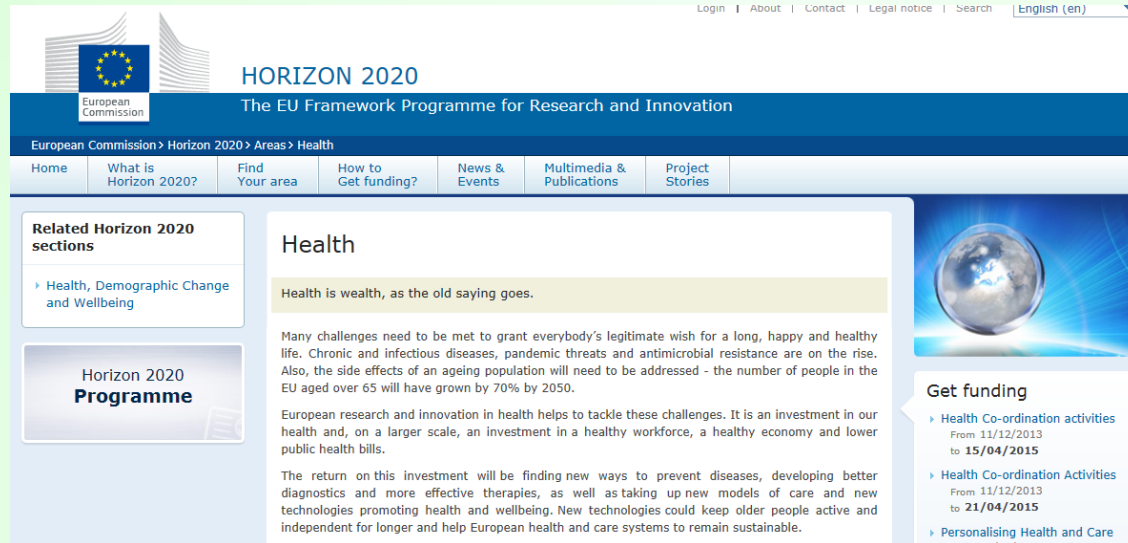 Login | About | Contact | Legal notice | Search English (en)
European
Commission
HORIZON 2020
The EU Framework Programme for Research and Innovation
European Commission > Horizon 2020 > Areas > Health
Home
What is
Horizon 2020?
Find
Your area
How to
Get funding?
News &
Events
Multimedia &
Publications
Project
Stories
Related Horizon 2020
sections
Health, Demographic Change
and Wellbeing
Horizon 2020
Programme
Health
Health is wealth, as the old saying goes.
Many challenges need to be met to grant everybody's legitimate wish for a long, happy and healthy
life. Chronic and infectious diseases, pandemic threats and antimicrobial resistance are on the rise.
Also, the side effects of an ageing population will need to be addressed - the number of people in the
EU aged over 65 will have grown by 70% by 2050.
European research and innovation in health helps to tackle these challenges. It is an investment in our
health and, on a larger scale, an investment in a healthy workforce, a healthy economy and lower
public health bills.
The return on this investment will be finding new ways to prevent diseases, developing better
diagnostics and more effective therapies, as well as taking up new models of care and new
technologies promoting health and wellbeing. New technologies could keep older people active and
independent for longer and help European health and care systems to remain sustainable.
Get funding
Health Co-ordination activities
From 11/12/2013
to 15/04/2015
Health Co-ordination Activities
From 11/12/2013
to 21/04/2015
Personalising Health and Care